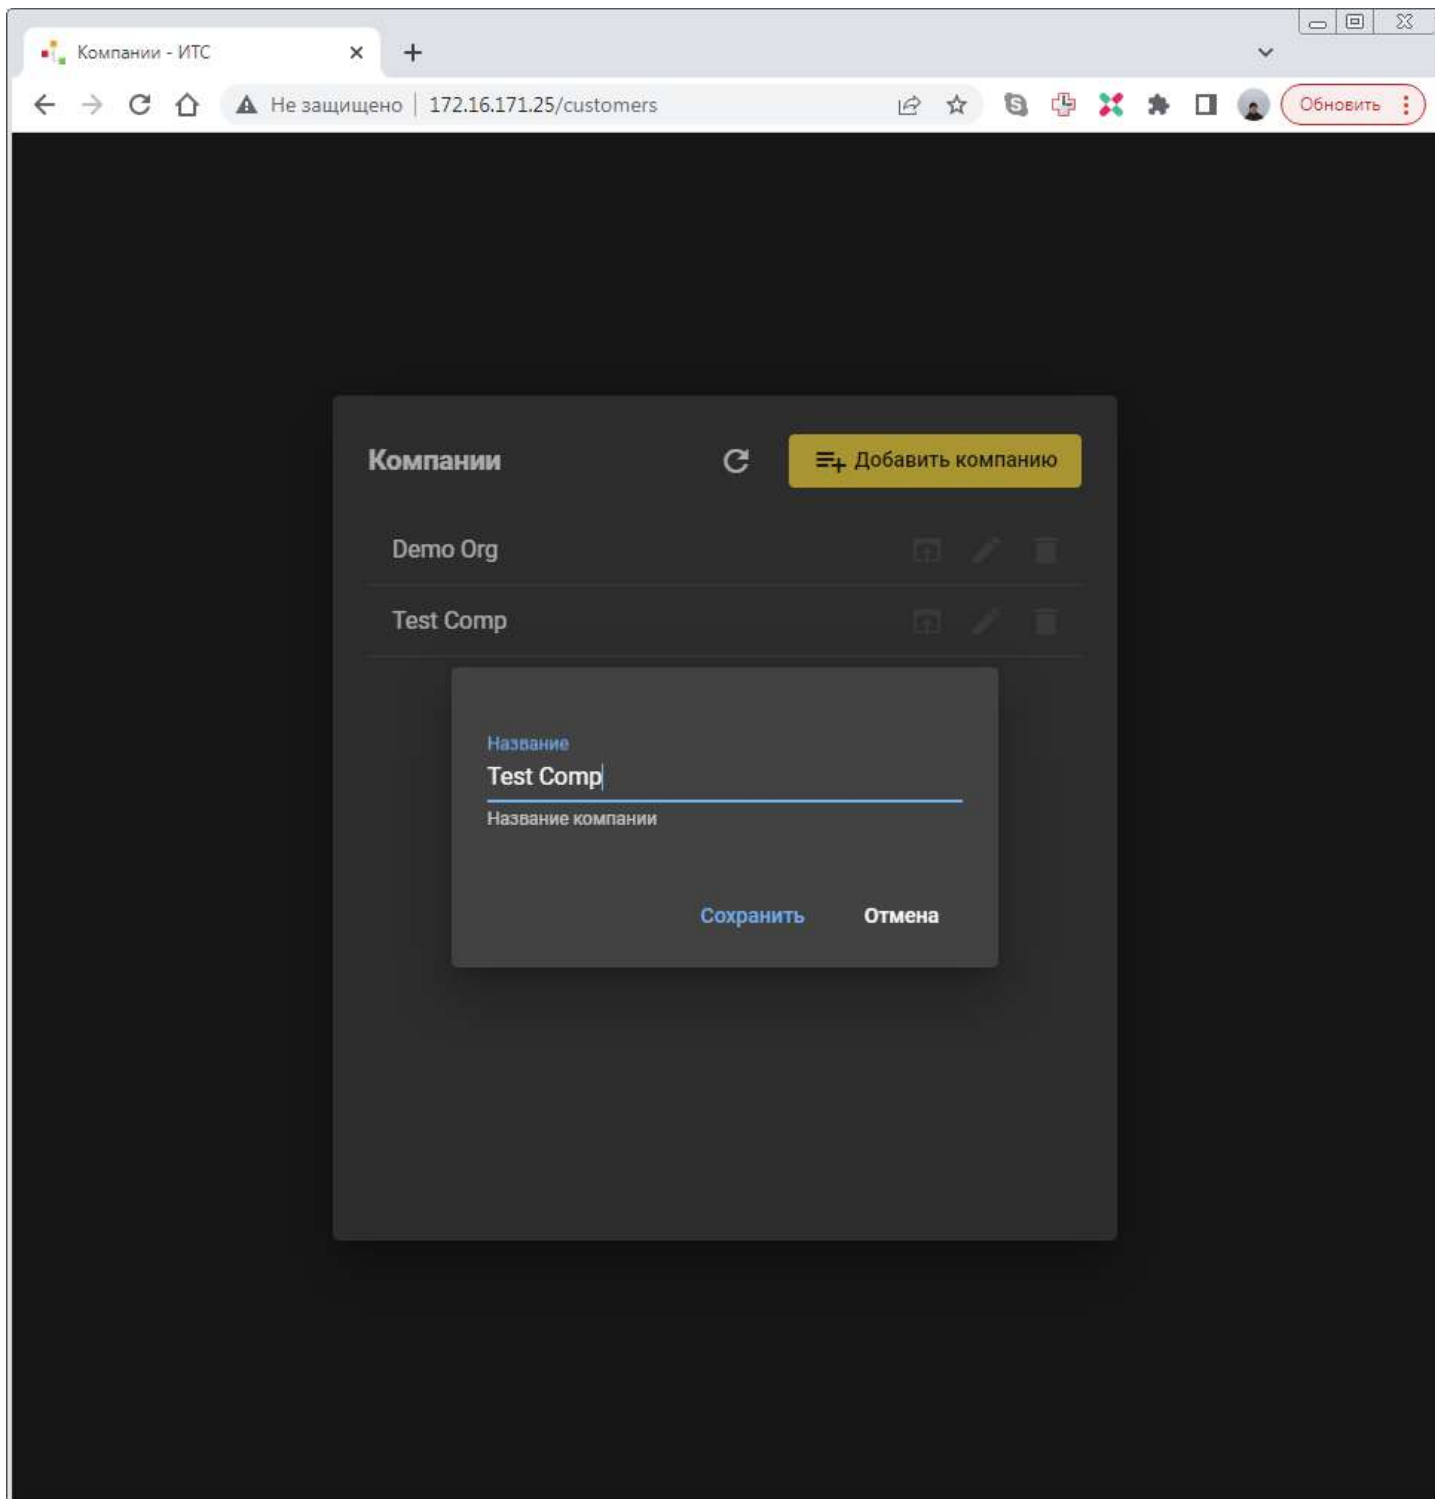 Компании - ИТС
Не защищено | 172.16.171.25/customers
Обновить
Компании
Добавить компанию
Demo Org
Test Comp
Название
Test Comp
Название компании
Сохранить Отмена